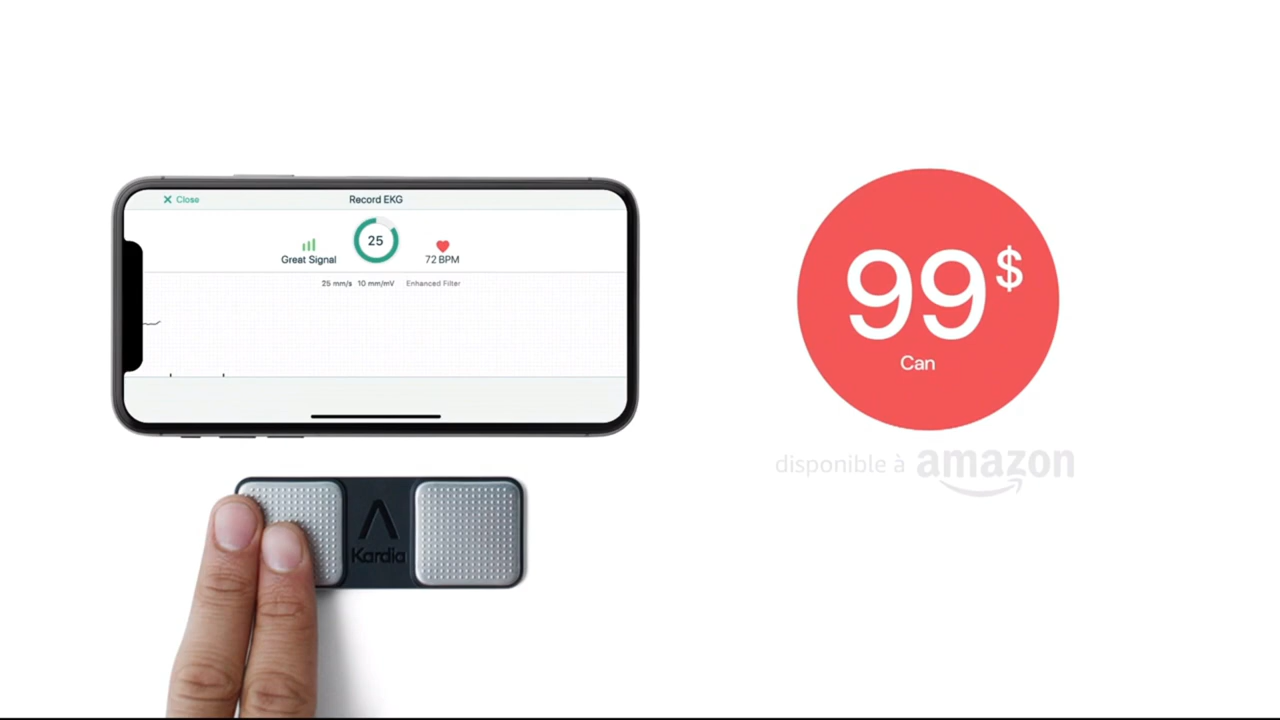 Close
Record EKG
25
Great Signal
72 BPM
25 mm/s 10 mm/mV Enhanced Filter
99$
Can
disponible à amazon
Kardia